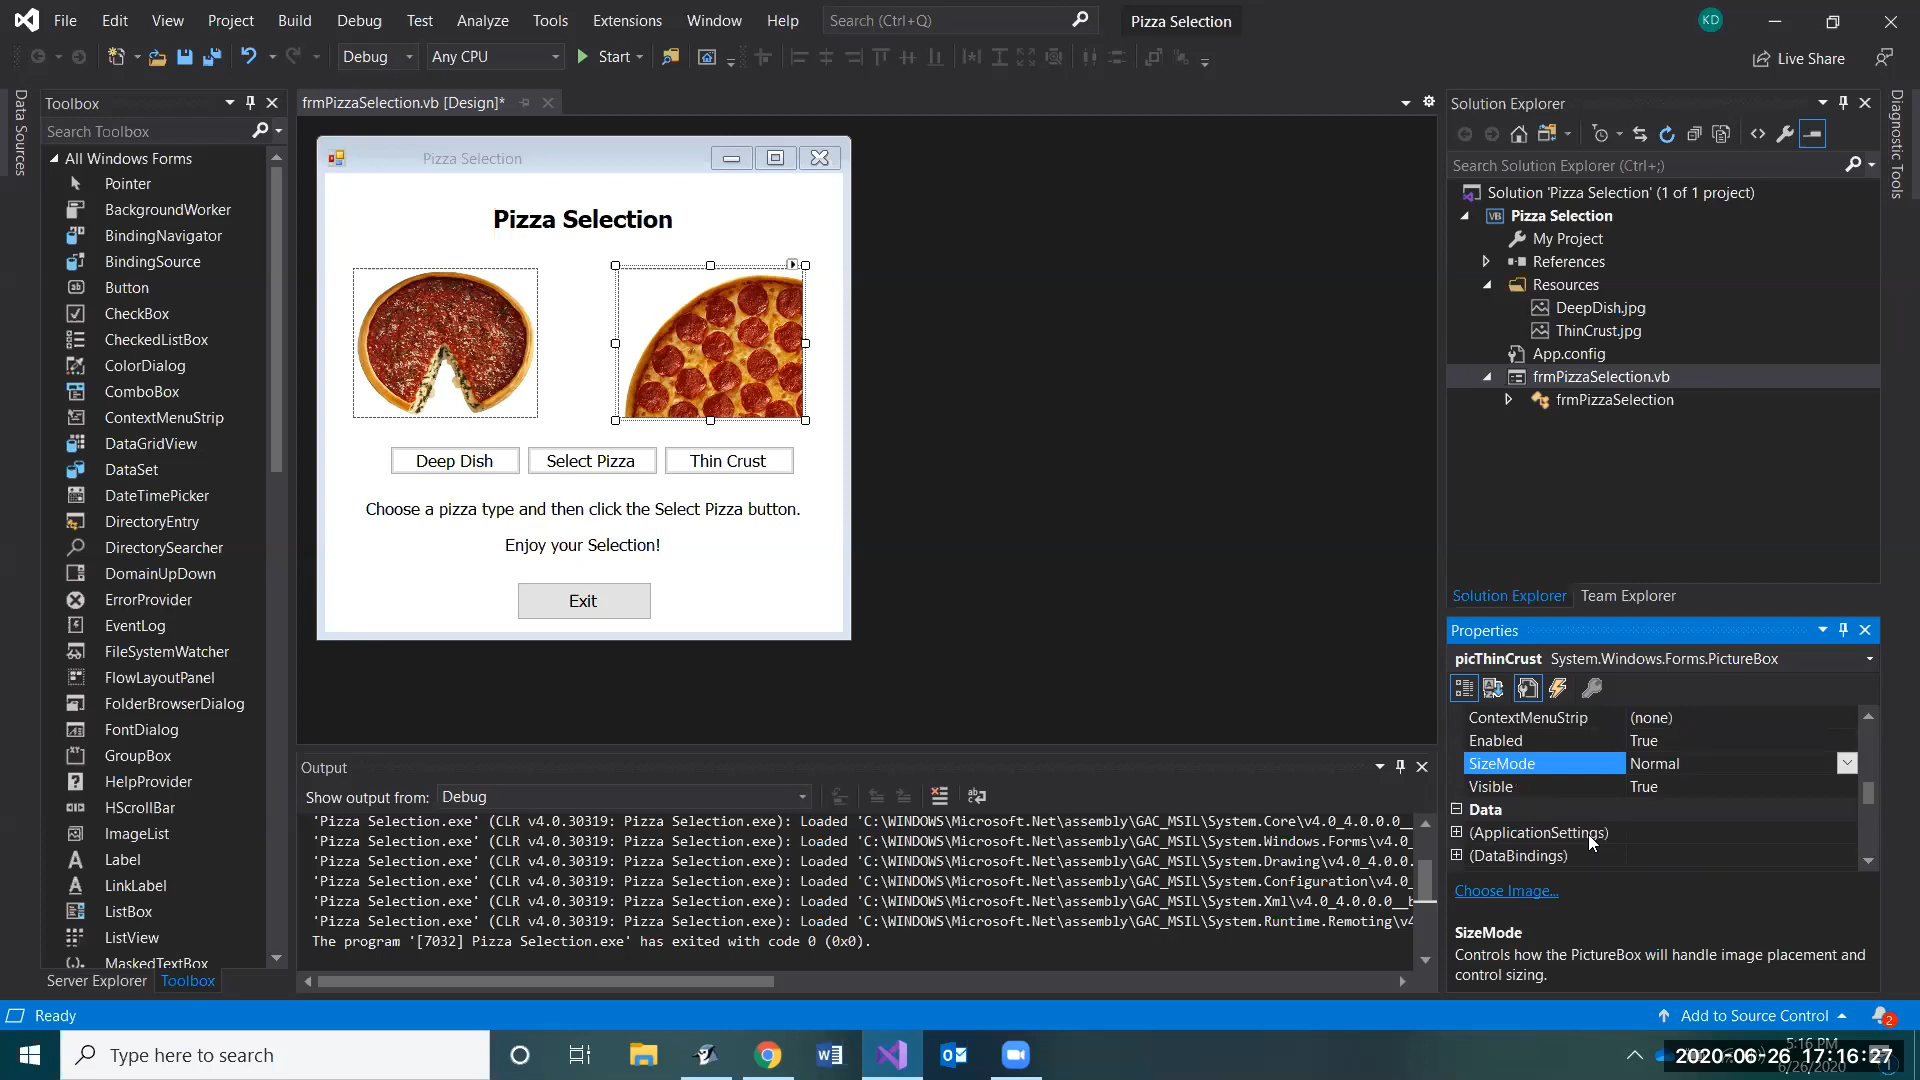 File Edit View Project Build Debug Test Analyze Tools Extensions Window Help Search (Ctrl+Q) Pizza Selection KD
Debug Any CPU Start Live Share
Data Sources
Toolbox
Search Toolbox
All Windows Forms
Pointer
BackgroundWorker
BindingNavigator
BindingSource
Button
CheckBox
CheckedListBox
ColorDialog
ComboBox
ContextMenuStrip
DataGridView
DataSet
DateTimePicker
DirectoryEntry
DirectorySearcher
DomainUpDown
ErrorProvider
EventLog
FileSystemWatcher
FlowLayoutPanel
FolderBrowserDialog
FontDialog
GroupBox
HelpProvider
HScrollBar
ImageList
Label
LinkLabel
ListBox
ListView
MaskedTextBox
Server Explorer Toolbox
frmPizzaSelection.vb [Design]*
Pizza Selection
Pizza Selection
Deep Dish Select Pizza Thin Crust
Choose a pizza type and then click the Select Pizza button.
Enjoy your Selection!
Exit
Output
Show output from: Debug
'Pizza Selection.exe' (CLR v4.0.30319: Pizza Selection.exe): Loaded 'C:\WINDOWS\Microsoft.Net\assembly\GAC_MSIL\System.Core\v4.0_4.0.0.0__
'Pizza Selection.exe' (CLR v4.0.30319: Pizza Selection.exe): Loaded 'C:\WINDOWS\Microsoft.Net\assembly\GAC_MSIL\System.Windows.Forms\v4.0_
'Pizza Selection.exe' (CLR v4.0.30319: Pizza Selection.exe): Loaded 'C:\WINDOWS\Microsoft.Net\assembly\GAC_MSIL\System.Drawing\v4.0_4.0.0.
'Pizza Selection.exe' (CLR v4.0.30319: Pizza Selection.exe): Loaded 'C:\WINDOWS\Microsoft.Net\assembly\GAC_MSIL\System.Configuration\v4.0_
'Pizza Selection.exe' (CLR v4.0.30319: Pizza Selection.exe): Loaded 'C:\WINDOWS\Microsoft.Net\assembly\GAC_MSIL\System.Xml\v4.0_4.0.0.0__b
'Pizza Selection.exe' (CLR v4.0.30319: Pizza Selection.exe): Loaded 'C:\WINDOWS\Microsoft.Net\assembly\GAC_MSIL\System.Runtime.Remoting\v4
The program '[7032] Pizza Selection.exe' has exited with code 0 (0x0).
Solution Explorer
Search Solution Explorer (Ctrl+;)
Solution 'Pizza Selection' (1 of 1 project)
VB Pizza Selection
My Project
References
Resources
DeepDish.jpg
ThinCrust.jpg
App.config
frmPizzaSelection.vb
frmPizzaSelection
Solution Explorer Team Explorer
Properties
picThinCrust System.Windows.Forms.PictureBox
ContextMenuStrip (none)
Enabled True
SizeMode Normal
Visible True
Data
(ApplicationSettings)
(DataBindings)
Choose Image...
SizeMode
Controls how the PictureBox will handle image placement and
control sizing.
Diagnostic Tools
Ready Add to Source Control 2
Type here to search
5:16 PM
2020-06-26 17:16:27
6/26/2020